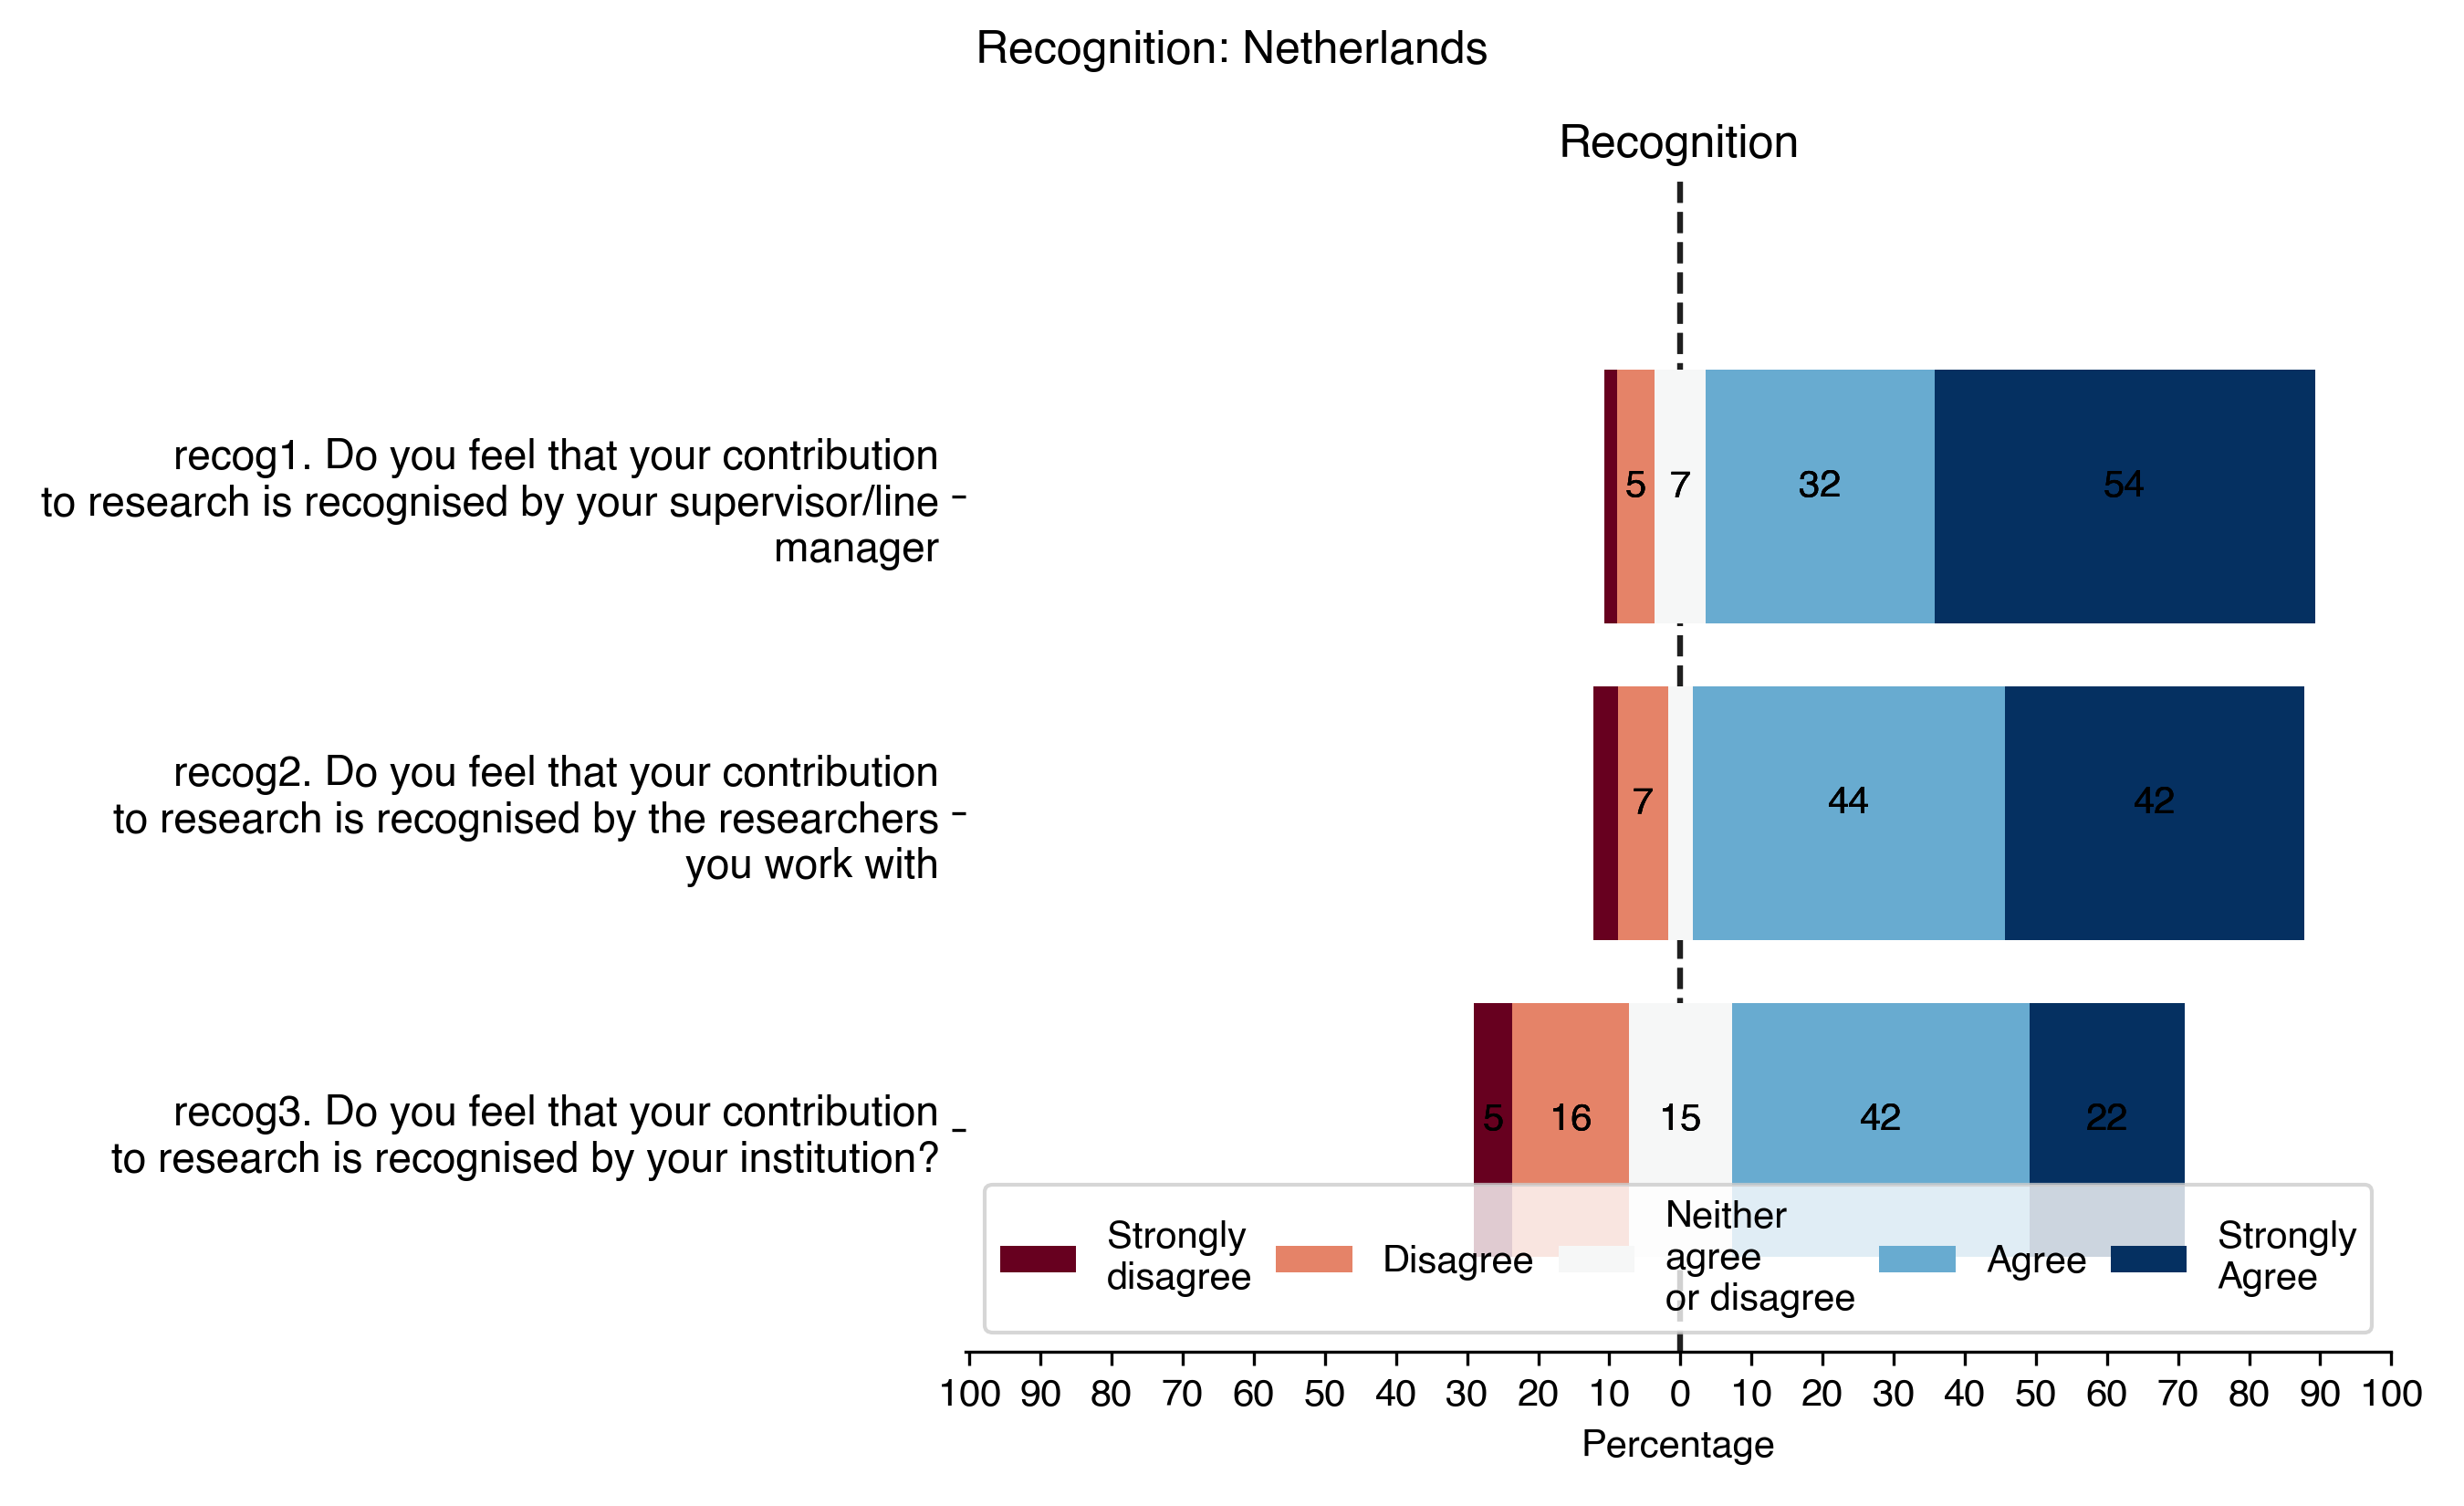 Recognition: Netherlands
Recognition
recog1. Do you feel that your contribution
to research is recognised by your supervisor/line
manager
5 7 32 54
recog2. Do you feel that your contribution
to research is recognised by the researchers
you work with
7 44 42
recog3. Do you feel that your contribution
to research is recognised by your institution?
5 16 15 42 22
Strongly
disagree
Disagree
Neither
agree
or disagree
Agree
Strongly
Agree
100 90 80 70 60 50 40 30 20 10 0 10 20 30 40 50 60 70 80 90 100
Percentage